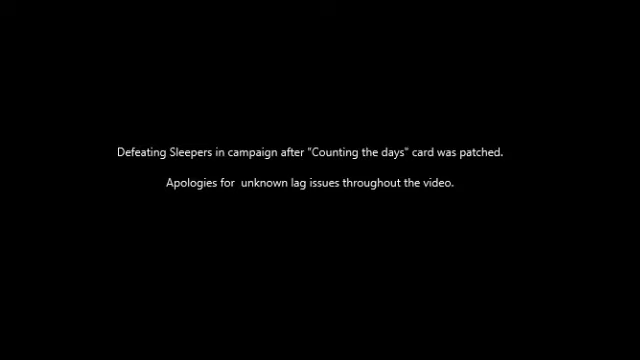 Defeating Sleepers in campaign after "Counting the days" card was patched.
Apologies for  unknown lag issues throughout the video.